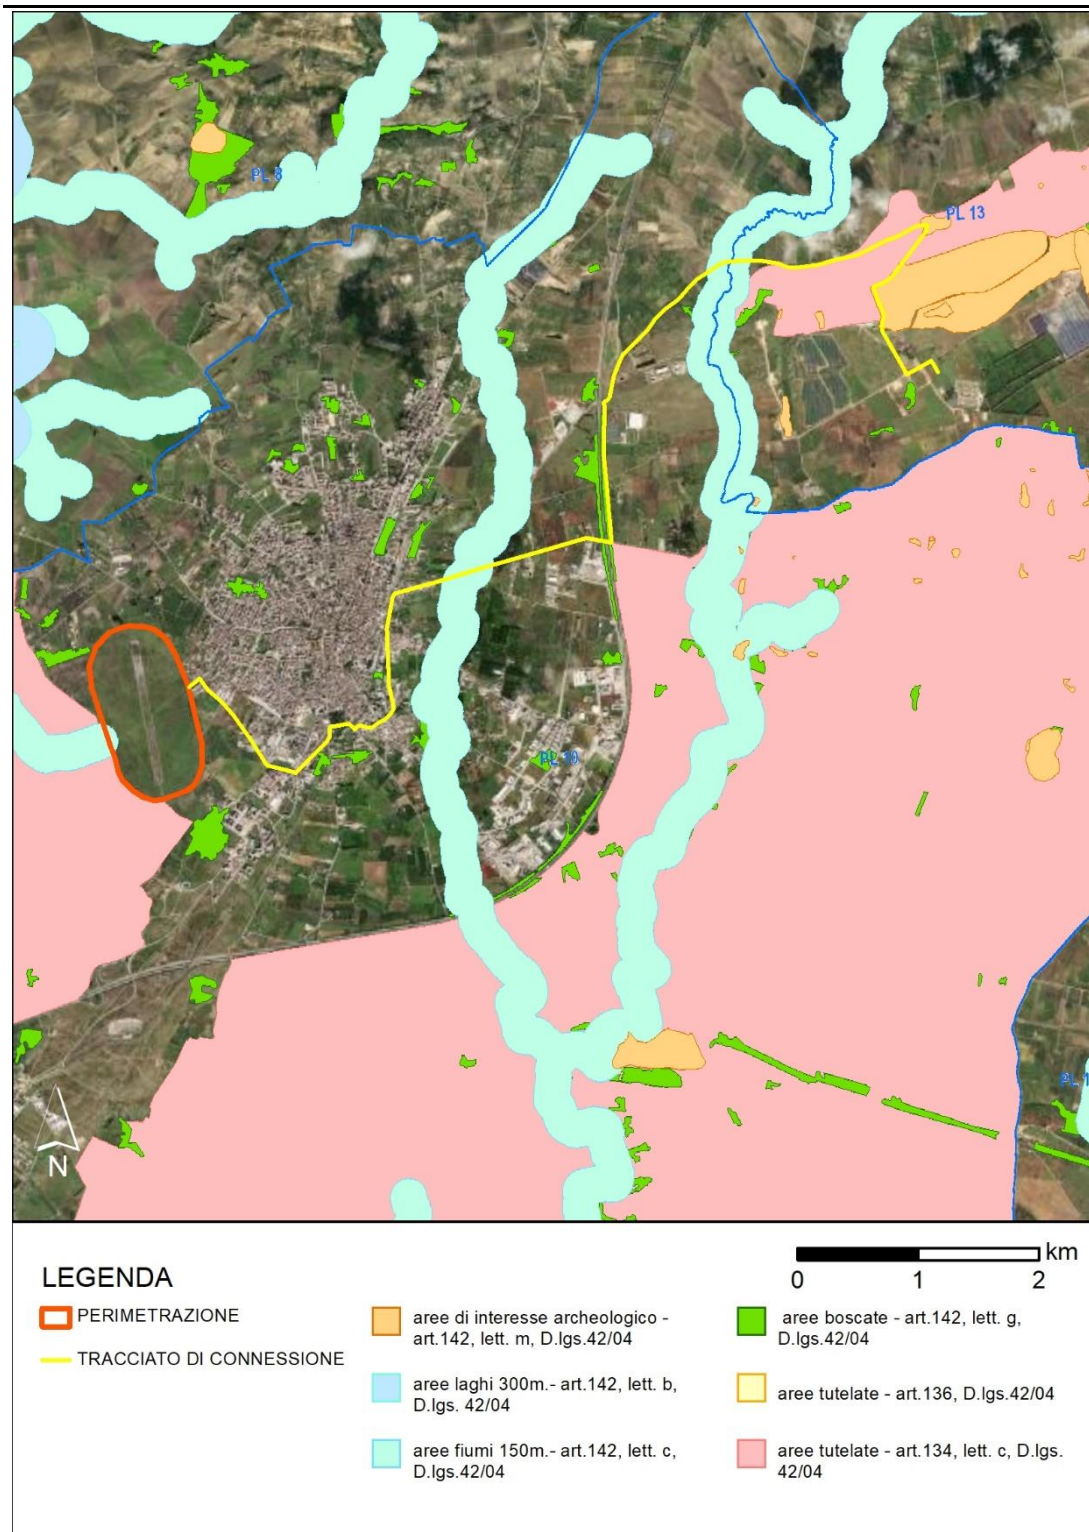 PL 8
PL 13
PL 10
PL 1
N
km
0 1 2
LEGENDA
PERIMETRAZIONE
TRACCIATO DI CONNESSIONE
aree di interesse archeologico -
art.142, lett. m, D.lgs.42/04
aree laghi 300m.- art.142, lett. b,
D.lgs. 42/04
aree fiumi 150m.- art.142, lett. c,
D.lgs.42/04
aree boscate - art.142, lett. g,
D.lgs.42/04
aree tutelate - art.136, D.lgs.42/04
aree tutelate - art.134, lett. c, D.lgs.
42/04